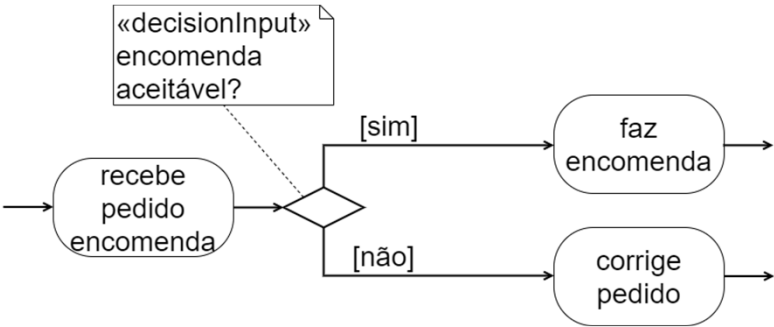 «decisionInput»
encomenda
aceitável?
[sim]
faz
encomenda
recebe
pedido
encomenda
[não]
corrige
pedido